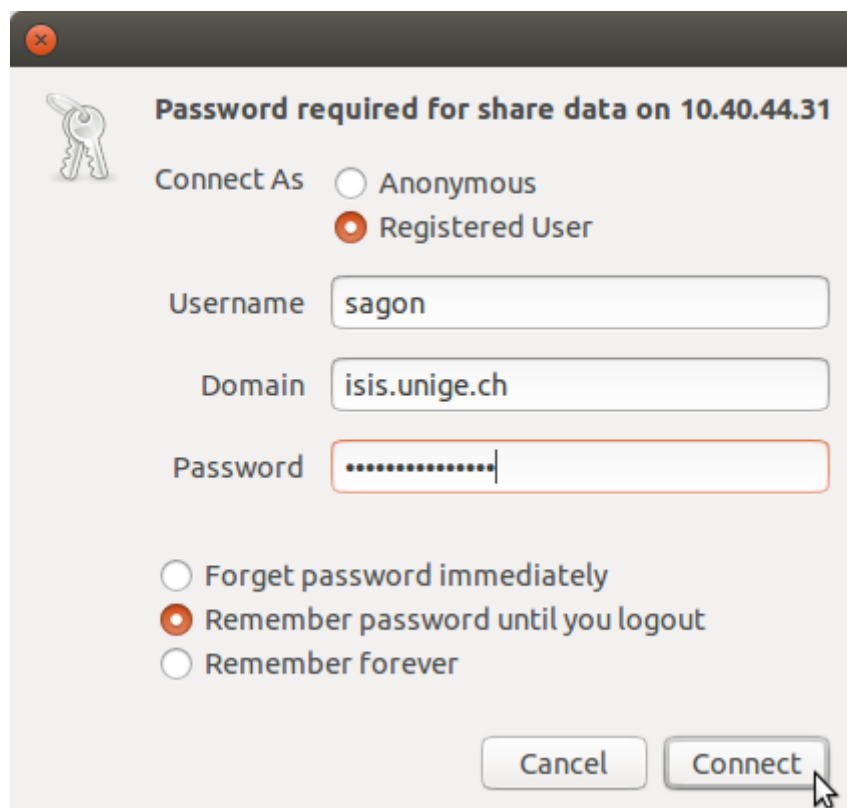 Password required for share data on 10.40.44.31
Connect As
Anonymous
Registered User
Username
sagon
Domain
isis.unige.ch
Password
•••••••••••••••
Forget password immediately
Remember password until you logout
Remember forever
Cancel
Connect